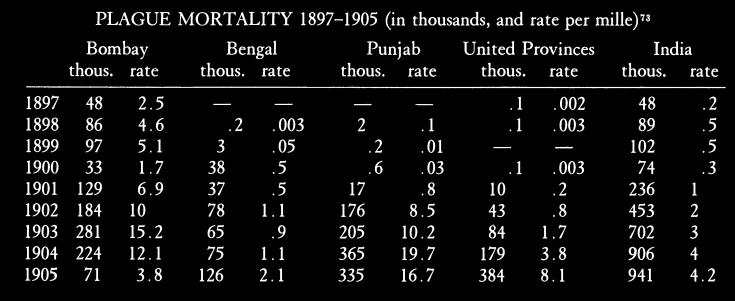 PLAGUE MORTALITY 1897–1905 (in thousands, and rate per mille)⁷³
Bombay Bengal Punjab United Provinces India
thous. rate thous. rate thous. rate thous. rate thous. rate
1897 48 2.5 — — — — .1 .002 48 .2
1898 86 4.6 .2 .003 2 .1 .1 .003 89 .5
1899 97 5.1 3 .05 .2 .01 — — 102 .5
1900 33 1.7 38 .5 .6 .03 .1 .003 74 .3
1901 129 6.9 37 .5 17 .8 10 .2 236 1
1902 184 10 78 1.1 176 8.5 43 .8 453 2
1903 281 15.2 65 .9 205 10.2 84 1.7 702 3
1904 224 12.1 75 1.1 365 19.7 179 3.8 906 4
1905 71 3.8 126 2.1 335 16.7 384 8.1 941 4.2